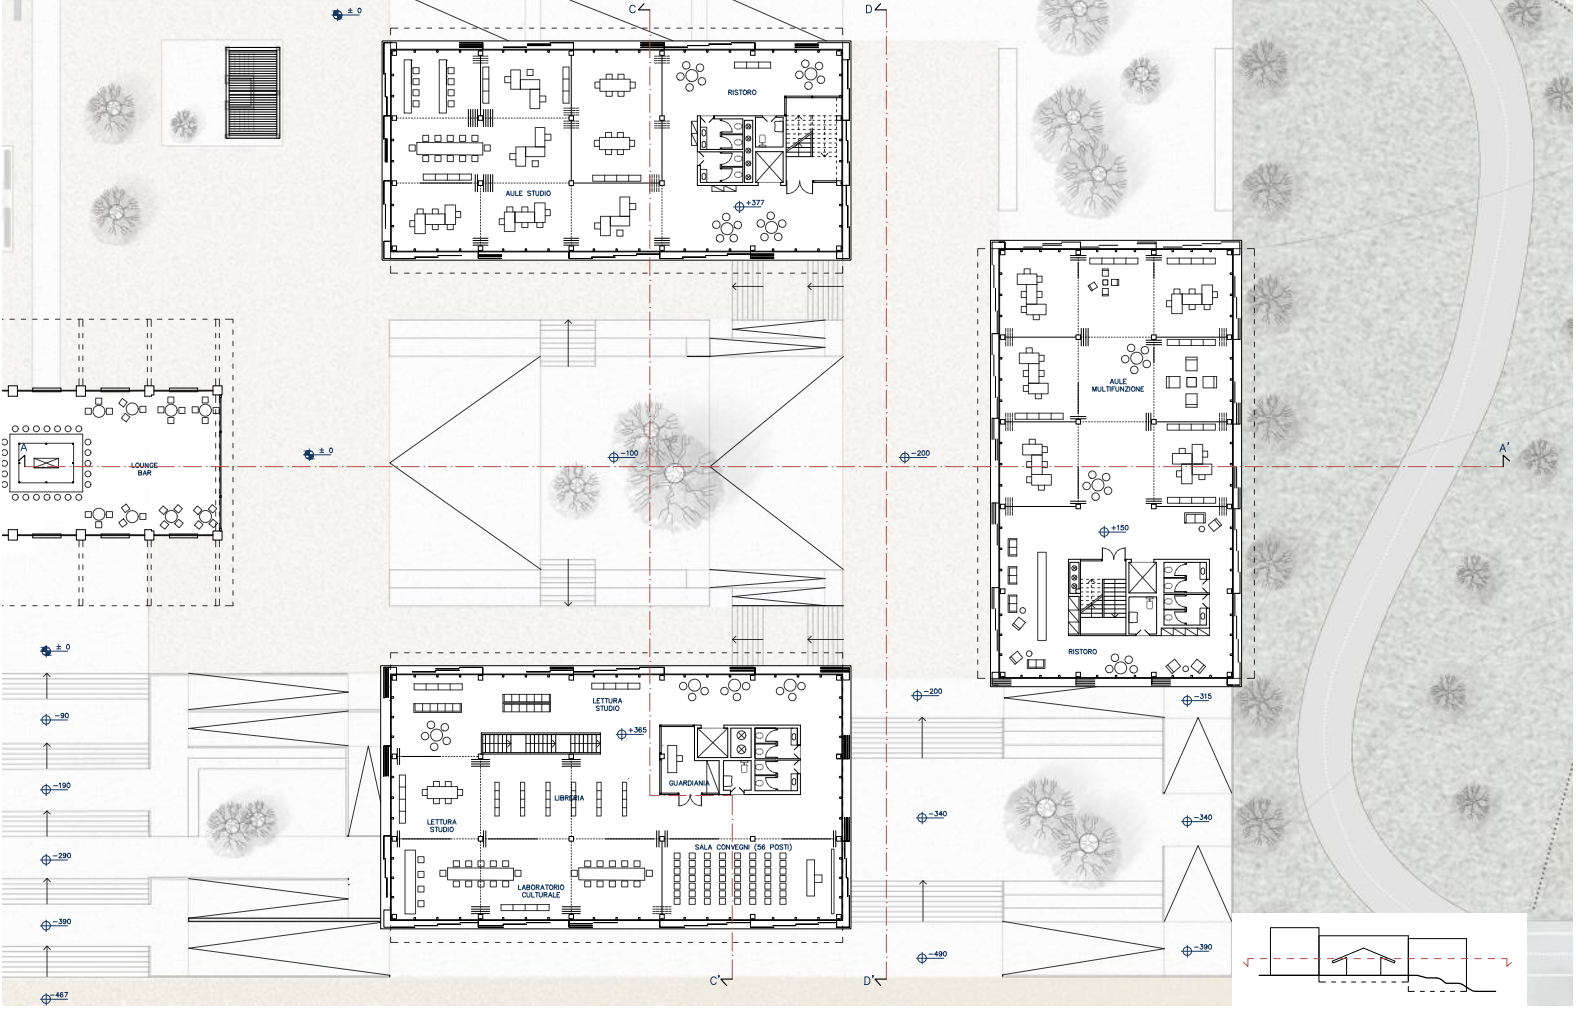 ± 0
C
D
RISTORO
AULE STUDIO
+377
AULE
MULTIFUNZIONE
A
LOUNGE
BAR
± 0
-100
-200
A'
+150
RISTORO
± 0
-90
-190
-290
-390
-467
LETTURA
STUDIO
+365
GUARDIANIA
LIBRERIA
LETTURA
STUDIO
SALA CONVEGNI (56 POSTI)
LABORATORIO
CULTURALE
-200
-315
-340
-340
-390
-490
C'
D'